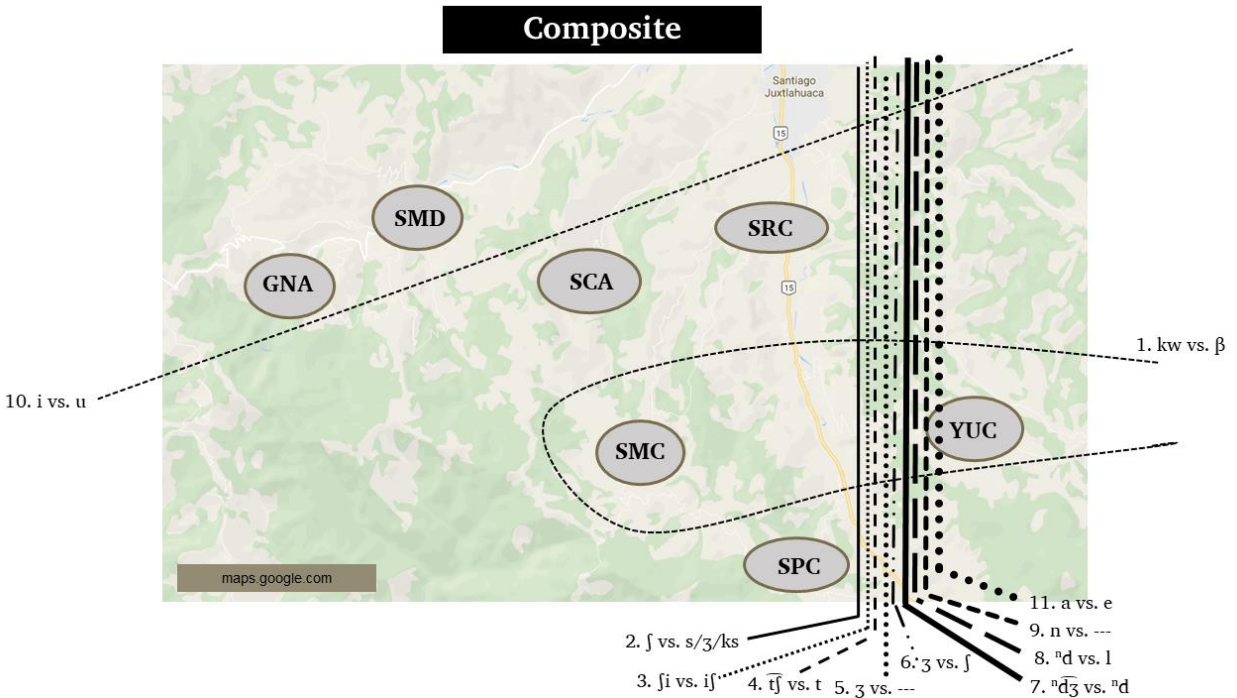 Composite
Santiago
Juxtlahuaca
15
SMD
SRC
GNA
SCA
15
1. kw vs. β
10. i vs. u
SMC
YUC
SPC
maps.google.com
11. a vs. e
9. n vs. ---
2. ʃ vs. s/ʒ/ks
6. ʒ vs. ʃ
8. ⁿd vs. l
3. ʃi vs. iʃ
4. t͡ʃ vs. t
5. ʒ vs. ---
7. ⁿd͡ʒ vs. ⁿd